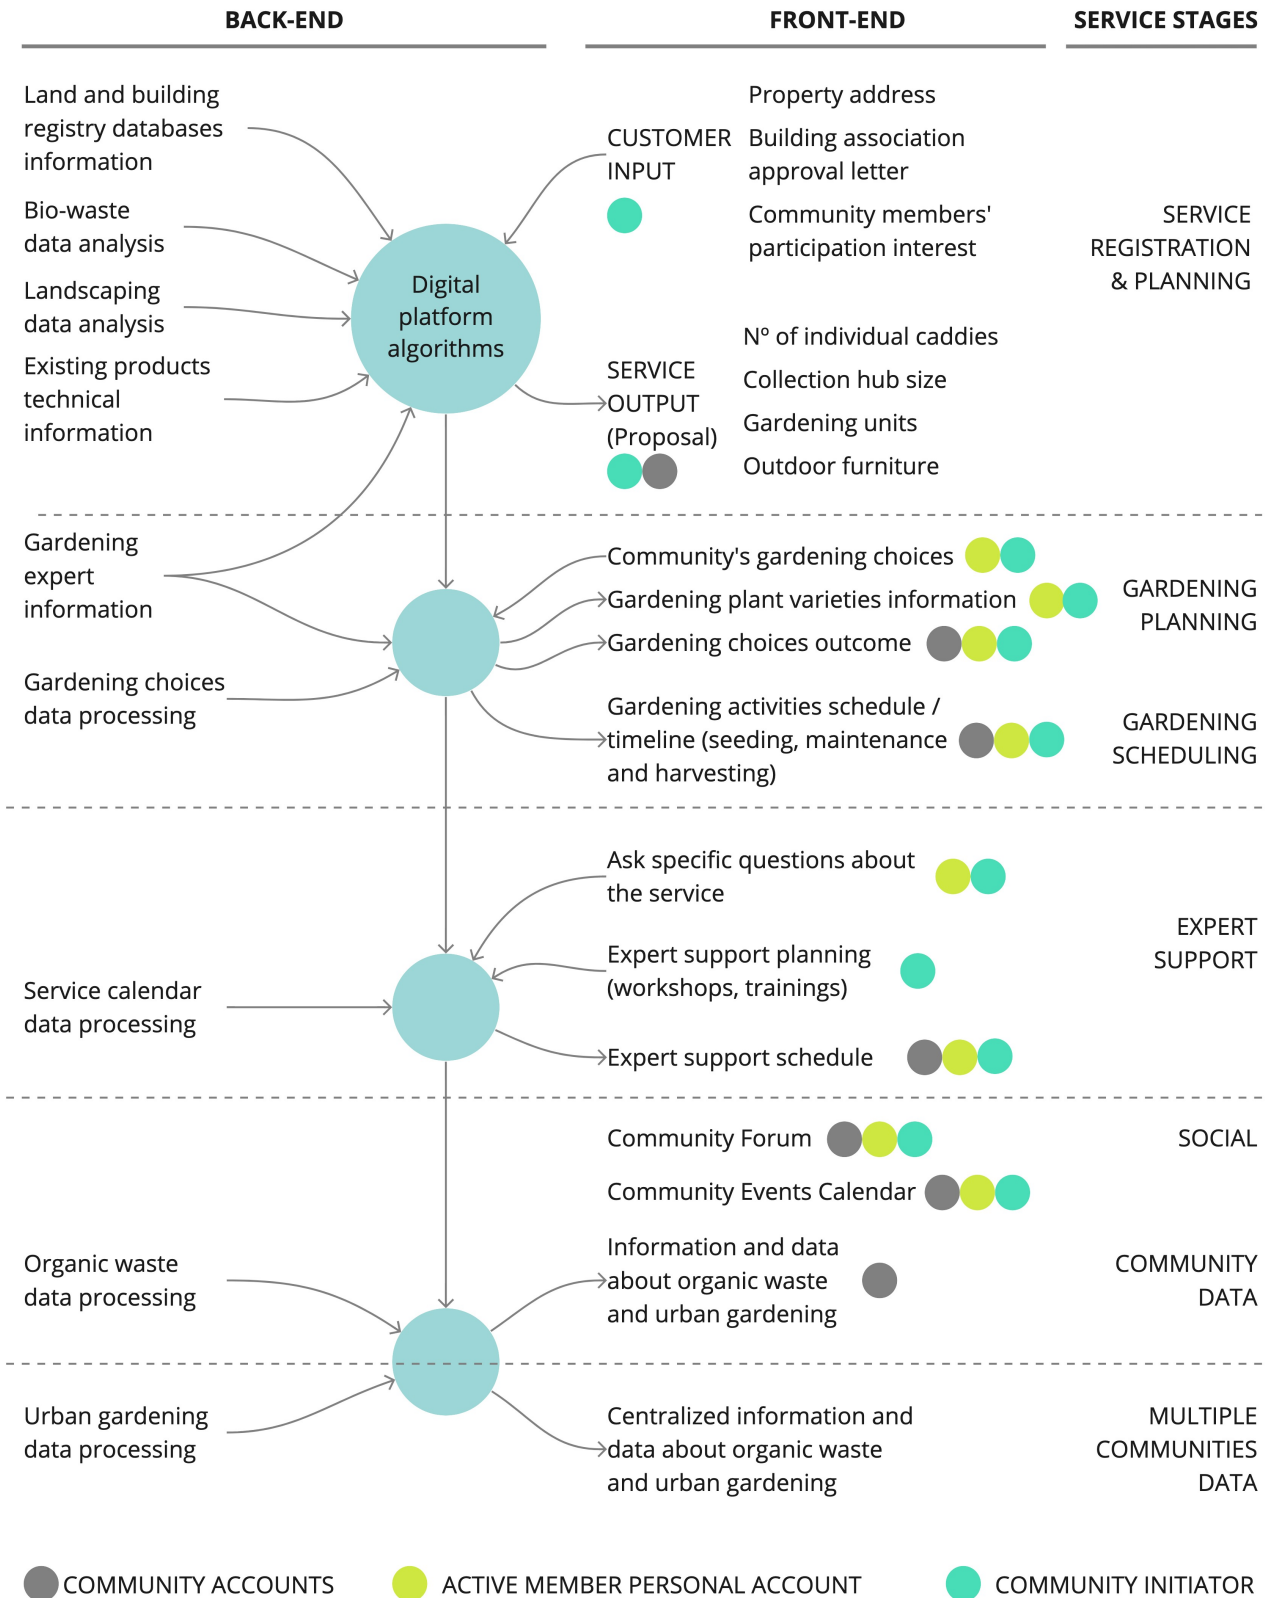 BACK-END
FRONT-END
SERVICE STAGES
Land and building
registry databases
information
Bio-waste
data analysis
Landscaping
data analysis
Existing products
technical
information
Digital
platform
algorithms
CUSTOMER
INPUT
Property address
Building association
approval letter
Community members'
participation interest
SERVICE
OUTPUT
(Proposal)
Nº of individual caddies
Collection hub size
Gardening units
Outdoor furniture
SERVICE
REGISTRATION
& PLANNING
Gardening
expert
information
Gardening choices
data processing
Community's gardening choices
Gardening plant varieties information
Gardening choices outcome
GARDENING
PLANNING
Gardening activities schedule /
timeline (seeding, maintenance
and harvesting)
GARDENING
SCHEDULING
Service calendar
data processing
Ask specific questions about
the service
Expert support planning
(workshops, trainings)
Expert support schedule
EXPERT
SUPPORT
Community Forum
Community Events Calendar
SOCIAL
Organic waste
data processing
Information and data
about organic waste
and urban gardening
COMMUNITY
DATA
Urban gardening
data processing
Centralized information and
data about organic waste
and urban gardening
MULTIPLE
COMMUNITIES
DATA
COMMUNITY ACCOUNTS
ACTIVE MEMBER PERSONAL ACCOUNT
COMMUNITY INITIATOR